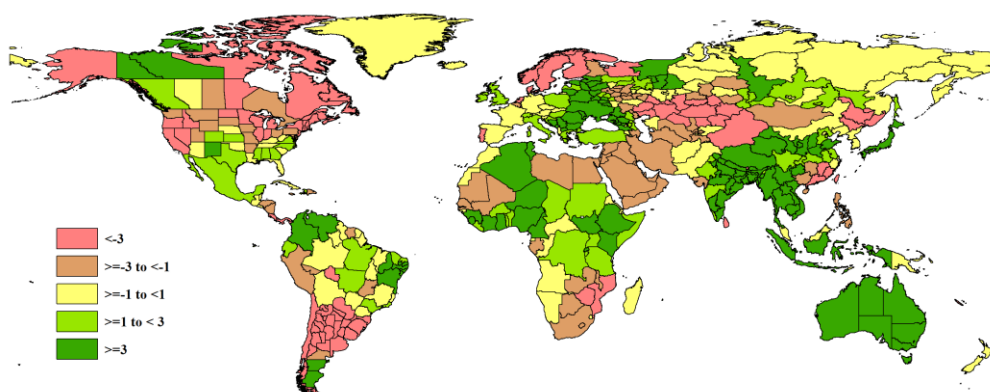 <-3
>=-3 to <-1
>=-1 to <1
>=1 to < 3
>=3